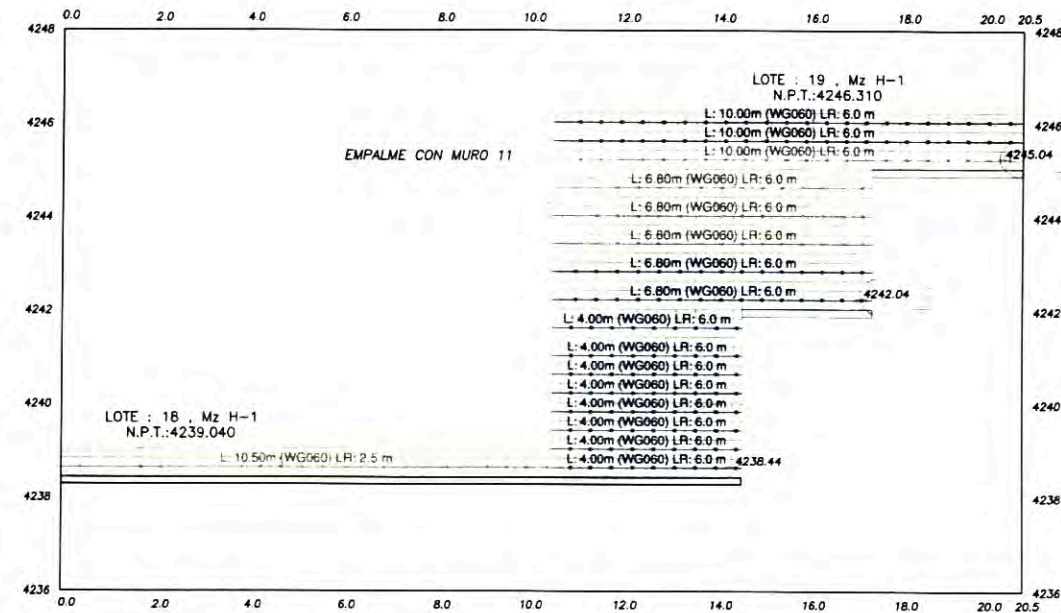 0.0 2.0 4.0 6.0 8.0 10.0 12.0 14.0 16.0 18.0 20.0 20.5
4248 4248
LOTE : 19 , Mz H-1
N.P.T.:4246.310
L: 10.00m (WG060) LR: 6.0 m
4246 4246
L: 10.00m (WG060) LR: 6.0 m
EMPALME CON MURO 11
L: 10.00m (WG060) LR: 6.0 m
4245.04
L: 6.80m (WG060) LR: 6.0 m
L: 6.80m (WG060) LR: 6.0 m
4244 4244
L: 6.80m (WG060) LR: 6.0 m
L: 6.80m (WG060) LR: 6.0 m
L: 6.80m (WG060) LR: 6.0 m
4242.04
4242 4242
L: 4.00m (WG060) LR: 6.0 m
L: 4.00m (WG060) LR: 6.0 m
L: 4.00m (WG060) LR: 6.0 m
L: 4.00m (WG060) LR: 6.0 m
4240 4240
L: 4.00m (WG060) LR: 6.0 m
LOTE : 18 , Mz H-1
L: 4.00m (WG060) LR: 6.0 m
N.P.T.:4239.040
L: 4.00m (WG060) LR: 6.0 m
L: 10.50m (WG060) LR: 2.5 m
L: 4.00m (WG060) LR: 6.0 m
4238.44
4238 4238
4236 4236
0.0 2.0 4.0 6.0 8.0 10.0 12.0 14.0 16.0 18.0 20.0 20.5